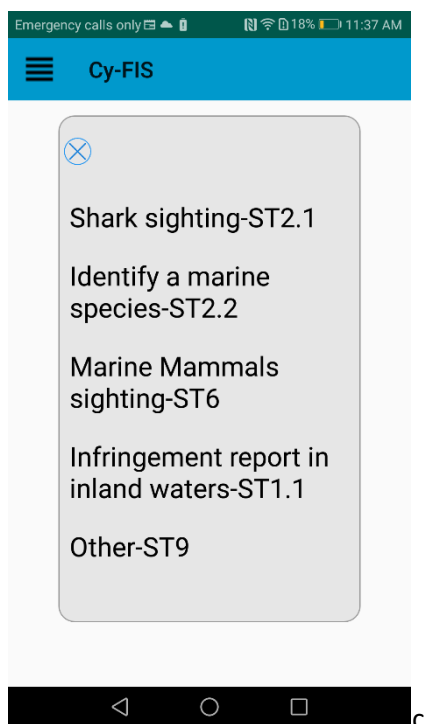 Emergency calls only 18% 11:37 AM
Cy-FIS
Shark sighting-ST2.1
Identify a marine
species-ST2.2
Marine Mammals
sighting-ST6
Infringement report in
inland waters-ST1.1
Other-ST9